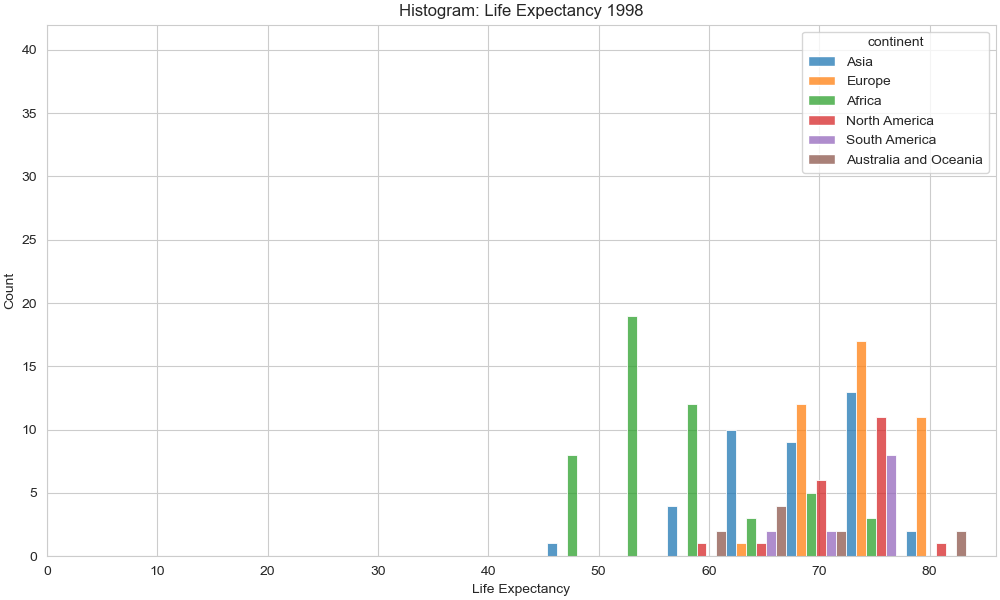 Histogram: Life Expectancy 1998
continent
Asia
Europe
Africa
North America
South America
Australia and Oceania
Count
40
35
30
25
20
15
10
5
0
0 10 20 30 40 50 60 70 80
Life Expectancy